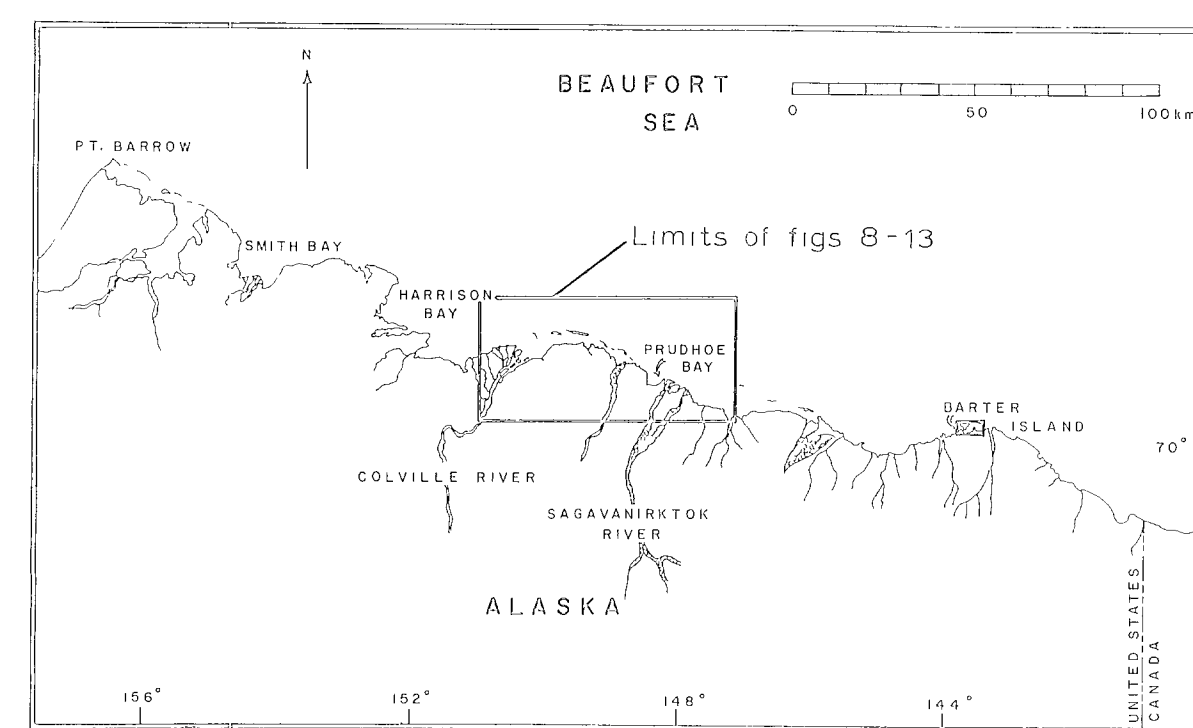 N
BEAUFORT
SEA
0 50 100km
PT. BARROW
SMITH BAY
Limits of figs 8-13
HARRISON
BAY
PRUDHOE
BAY
BARTER
ISLAND
70°
COLVILLE RIVER
SAGAVANIRKTOK
RIVER
ALASKA
UNITED STATES
CANADA
156° 152° 148° 144°